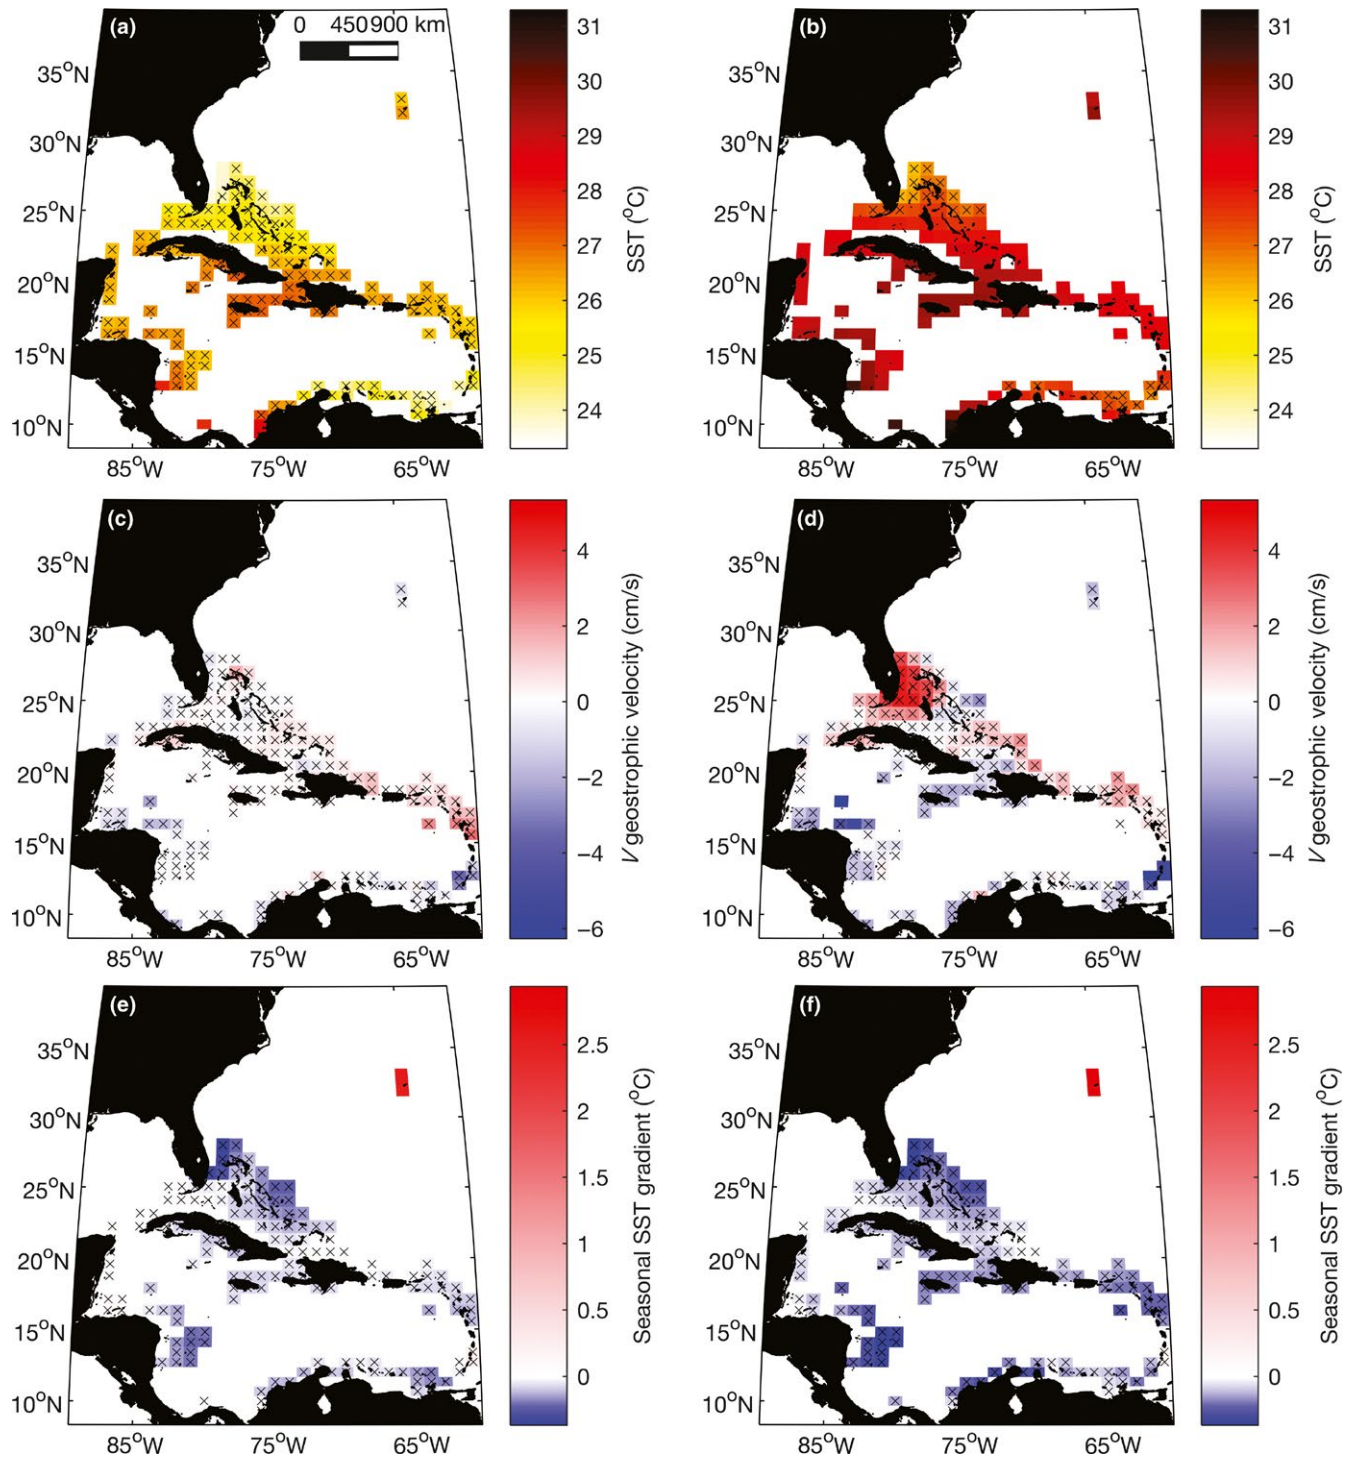 (a)
0 450 900 km
35°N
30°N
25°N
20°N
15°N
10°N
85°W 75°W 65°W
31
30
29
28
27
26
25
24
SST (°C)
(b)
35°N
30°N
25°N
20°N
15°N
10°N
85°W 75°W 65°W
31
30
29
28
27
26
25
24
SST (°C)
(c)
35°N
30°N
25°N
20°N
15°N
10°N
85°W 75°W 65°W
4
2
0
−2
−4
−6
V geostrophic velocity (cm/s)
(d)
35°N
30°N
25°N
20°N
15°N
10°N
85°W 75°W 65°W
4
2
0
−2
−4
−6
V geostrophic velocity (cm/s)
(e)
35°N
30°N
25°N
20°N
15°N
10°N
85°W 75°W 65°W
2.5
2
1.5
1
0.5
0
Seasonal SST gradient (°C)
(f)
35°N
30°N
25°N
20°N
15°N
10°N
85°W 75°W 65°W
2.5
2
1.5
1
0.5
0
Seasonal SST gradient (°C)